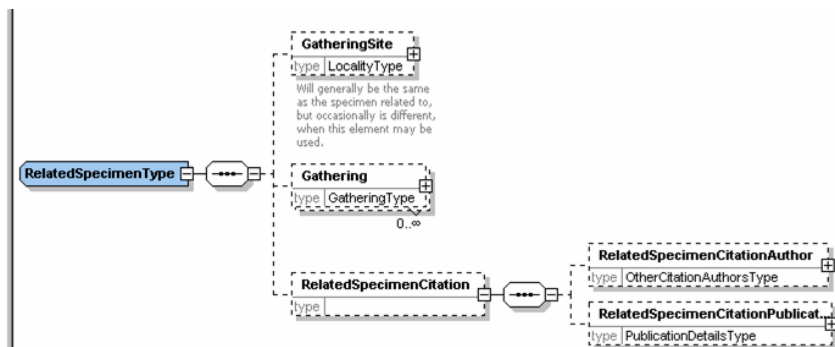 GatheringSite
type LocalityType
Will generally be the same
as the specimen related to,
but occasionally is different,
when this element may be
used.
RelatedSpecimenType
Gathering
type GatheringType
0..∞
RelatedSpecimenCitation
type
RelatedSpecimenCitationAuthor
type OtherCitationAuthorsType
RelatedSpecimenCitationPublicat...
type PublicationDetailsType